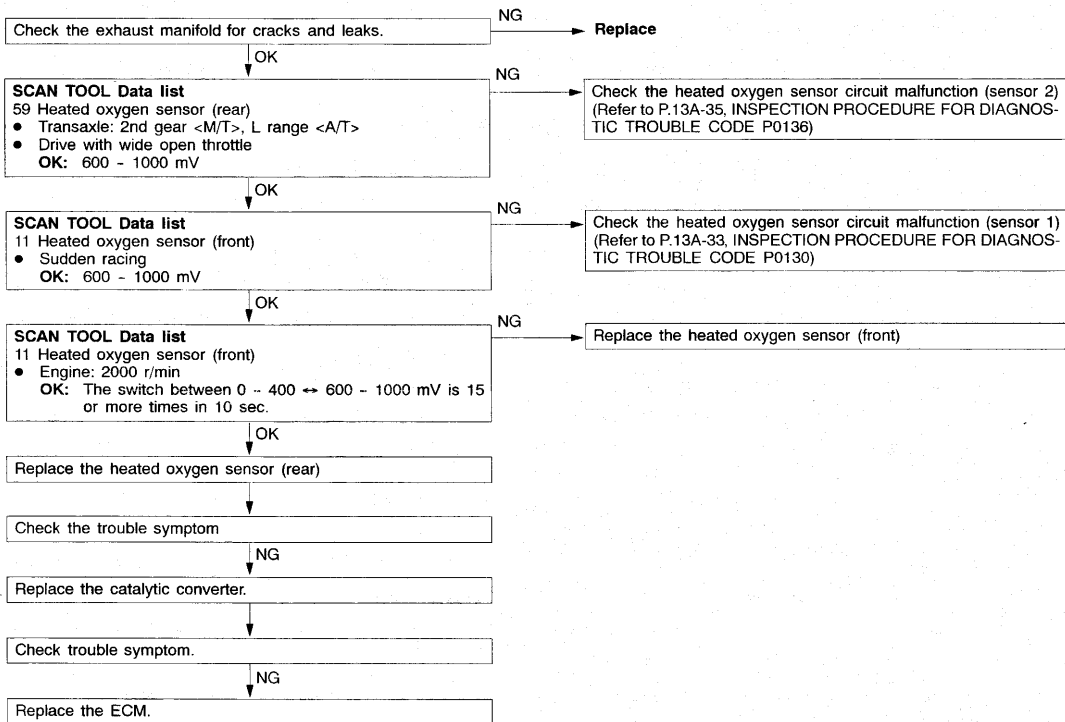 Check the exhaust manifold for cracks and leaks.
NG
Replace
OK
SCAN TOOL Data list
59 Heated oxygen sensor (rear)
● Transaxle: 2nd gear <M/T>, L range <A/T>
● Drive with wide open throttle
OK: 600 - 1000 mV
NG
Check the heated oxygen sensor circuit malfunction (sensor 2)
(Refer to P.13A-35, INSPECTION PROCEDURE FOR DIAGNOS-
TIC TROUBLE CODE P0136)
OK
SCAN TOOL Data list
11 Heated oxygen sensor (front)
● Sudden racing
OK: 600 - 1000 mV
NG
Check the heated oxygen sensor circuit malfunction (sensor 1)
(Refer to P.13A-33, INSPECTION PROCEDURE FOR DIAGNOS-
TIC TROUBLE CODE P0130)
OK
SCAN TOOL Data list
11 Heated oxygen sensor (front)
● Engine: 2000 r/min
OK: The switch between 0 - 400 ↔ 600 - 1000 mV is 15
or more times in 10 sec.
NG
Replace the heated oxygen sensor (front)
OK
Replace the heated oxygen sensor (rear)
Check the trouble symptom
NG
Replace the catalytic converter.
Check trouble symptom.
NG
Replace the ECM.